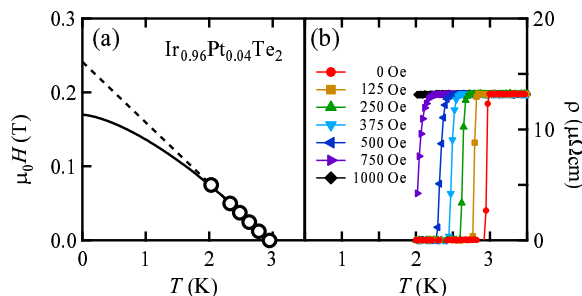 (a)
Ir0.96Pt0.04Te2
0.3
0.2
0.1
0.0
μ0H (T)
0
1
2
3
T (K)
(b)
0 Oe
125 Oe
250 Oe
375 Oe
500 Oe
750 Oe
1000 Oe
20
10
0
ρ (μΩcm)
1
2
3
T (K)